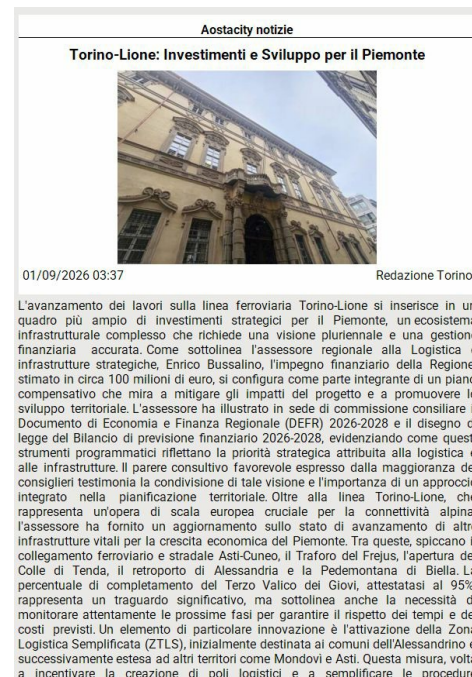 Aostacity notizie
Torino-Lione: Investimenti e Sviluppo per il Piemonte
01/09/2026 03:37 Redazione Torino
L'avanzamento dei lavori sulla linea ferroviaria Torino-Lione si inserisce in un
quadro più ampio di investimenti strategici per il Piemonte, un ecosistema
infrastrutturale complesso che richiede una visione pluriennale e una gestione
finanziaria accurata. Come sottolinea l'assessore regionale alla Logistica e
infrastrutture strategiche, Enrico Bussalino, l'impegno finanziario della Regione,
stimato in circa 100 milioni di euro, si configura come parte integrante di un piano
compensativo che mira a mitigare gli impatti del progetto e a promuovere lo
sviluppo territoriale. L'assessore ha illustrato in sede di commissione consiliare
Documento di Economia e Finanza Regionale (DEFR) 2026-2028 e il disegno di
legge del Bilancio di previsione finanziario 2026-2028, evidenziando come questi
strumenti programmatici riflettano la priorità strategica attribuita alla logistica e
alle infrastrutture. Il parere consultivo favorevole espresso dalla maggioranza dei
consiglieri testimonia la condivisione di tale visione e l'importanza di un approccio
integrato nella pianificazione territoriale. Oltre alla linea Torino-Lione, che
rappresenta un'opera di scala europea cruciale per la connettività alpina,
l'assessore ha fornito un aggiornamento sullo stato di avanzamento di altre
infrastrutture vitali per la crescita economica del Piemonte. Tra queste, spiccano
collegamento ferroviario e stradale Asti-Cuneo, il Traforo del Frejus, l'apertura del
Colle di Tenda, il retroporto di Alessandria e la Pedemontana di Biella. La
percentuale di completamento del Terzo Valico dei Giovi, attestatasi al 95%,
rappresenta un traguardo significativo, ma sottolinea anche la necessità di
monitorare attentamente le prossime fasi per garantire il rispetto dei tempi e dei
costi previsti. Un elemento di particolare innovazione è l'attivazione della Zona
Logistica Semplificata (ZTLS), inizialmente destinata ai comuni dell'Alessandrino e
successivamente estesa ad altri territori come Mondovì e Asti. Questa misura, volta
a incentivare la creazione di poli logistici e a semplificare le procedure